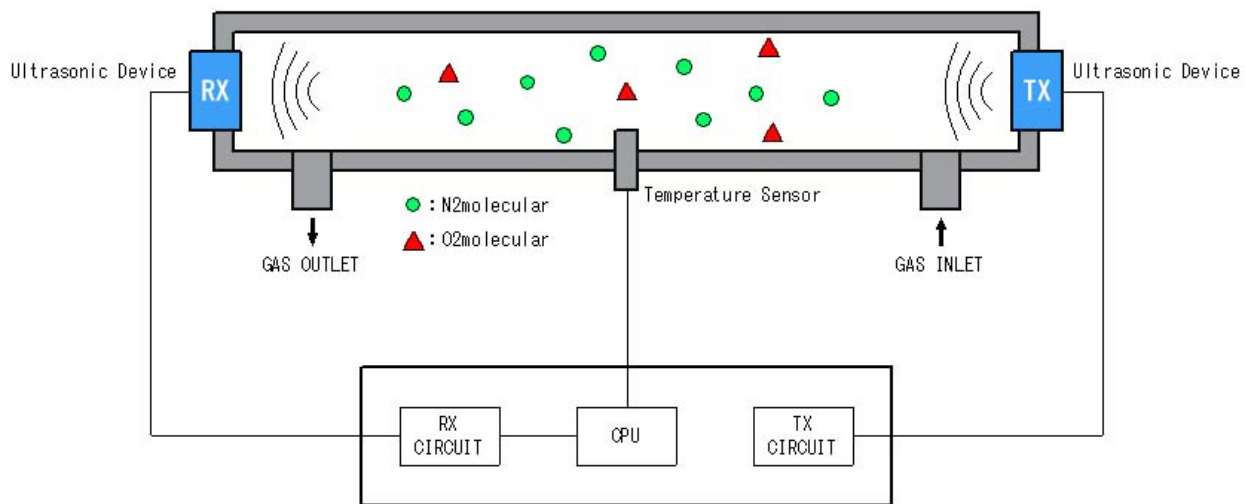 Ultrasonic Device
RX
TX
Ultrasonic Device
Temperature Sensor
:N2molecular
:O2molecular
GAS OUTLET
GAS INLET
RX
CIRCUIT
CPU
TX
CIRCUIT